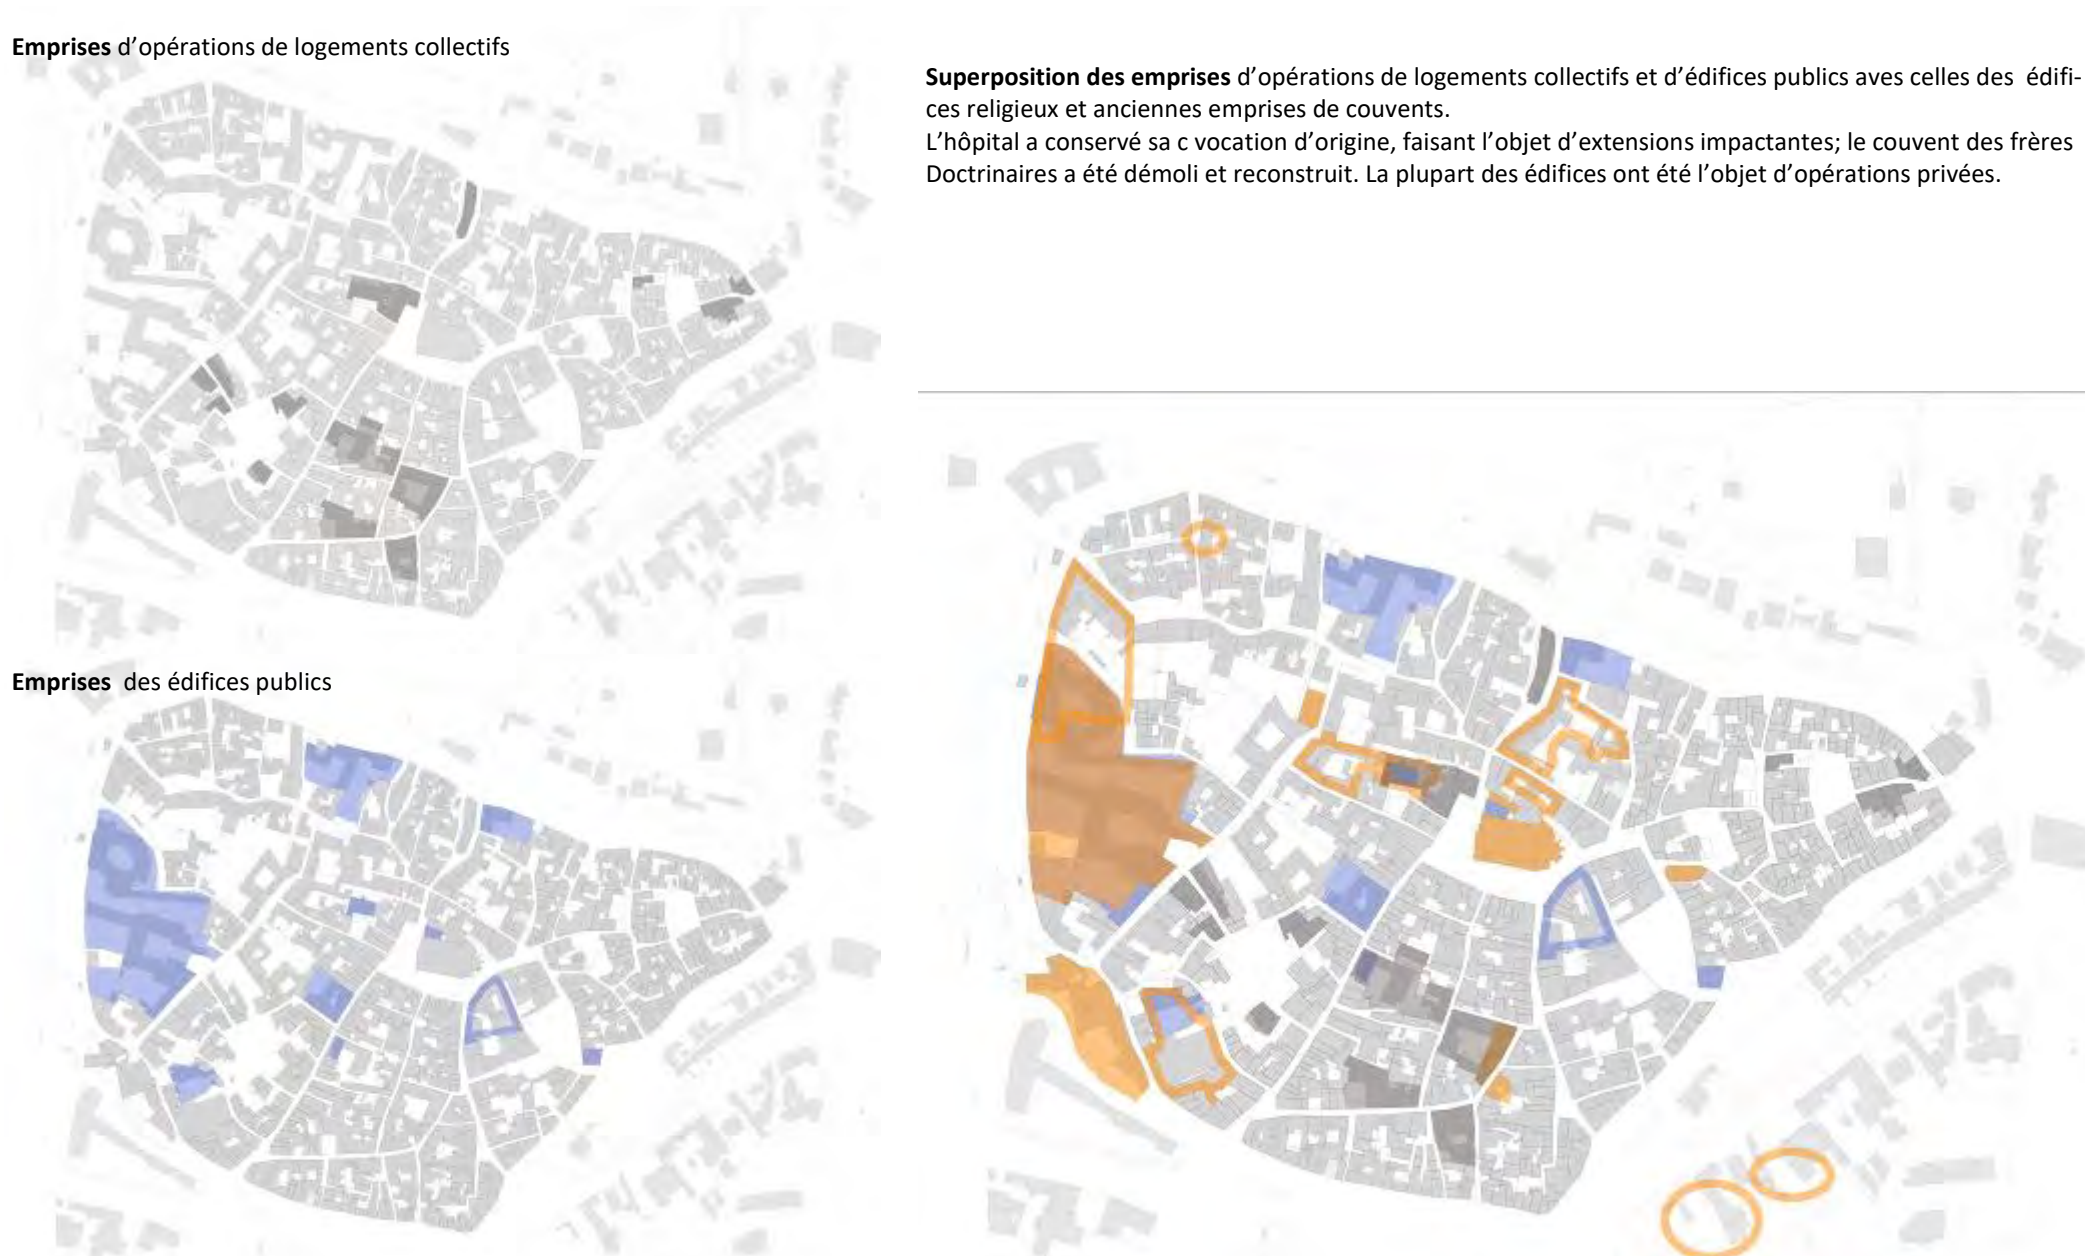 Emprises d’opérations de logements collectifs
Superposition des emprises d’opérations de logements collectifs et d’édifices publics aves celles des édifi-
ces religieux et anciennes emprises de couvents.
L’hôpital a conservé sa c vocation d’origine, faisant l’objet d’extensions impactantes; le couvent des frères
Doctrinaires a été démoli et reconstruit. La plupart des édifices ont été l’objet d’opérations privées.
Emprises des édifices publics